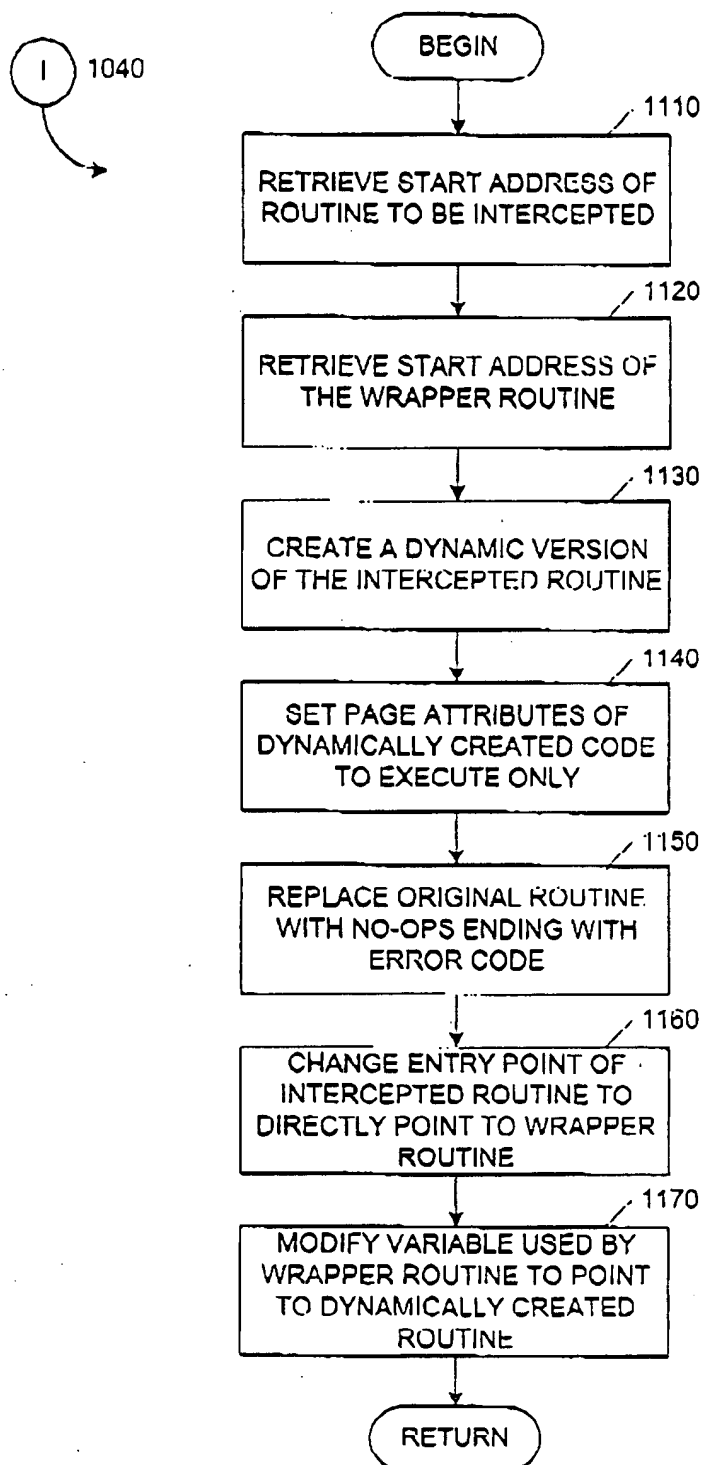 I 1040
BEGIN
1110
RETRIEVE START ADDRESS OF
ROUTINE TO BE INTERCEPTED
1120
RETRIEVE START ADDRESS OF
THE WRAPPER ROUTINE
1130
CREATE A DYNAMIC VERSION
OF THE INTERCEPTED ROUTINE
1140
SET PAGE ATTRIBUTES OF
DYNAMICALLY CREATED CODE
TO EXECUTE ONLY
1150
REPLACE ORIGINAL ROUTINE
WITH NO-OPS ENDING WITH
ERROR CODE
1160
CHANGE ENTRY POINT OF
INTERCEPTED ROUTINE TO
DIRECTLY POINT TO WRAPPER
ROUTINE
1170
MODIFY VARIABLE USED BY
WRAPPER ROUTINE TO POINT
TO DYNAMICALLY CREATED
ROUTINE
RETURN